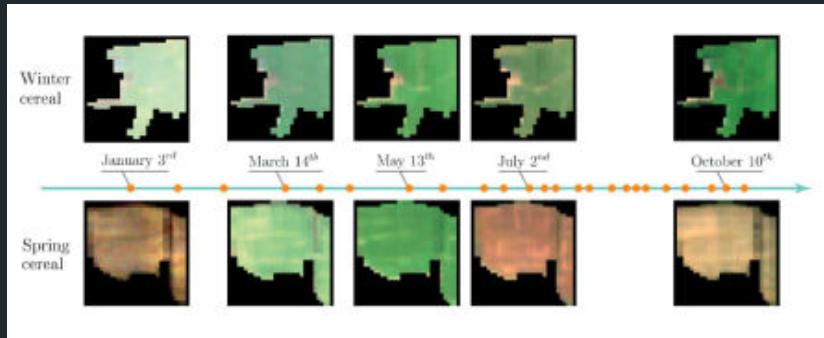 Winter
cereal
January 3rd
March 14th
May 13th
July 2nd
October 10th
Spring
cereal